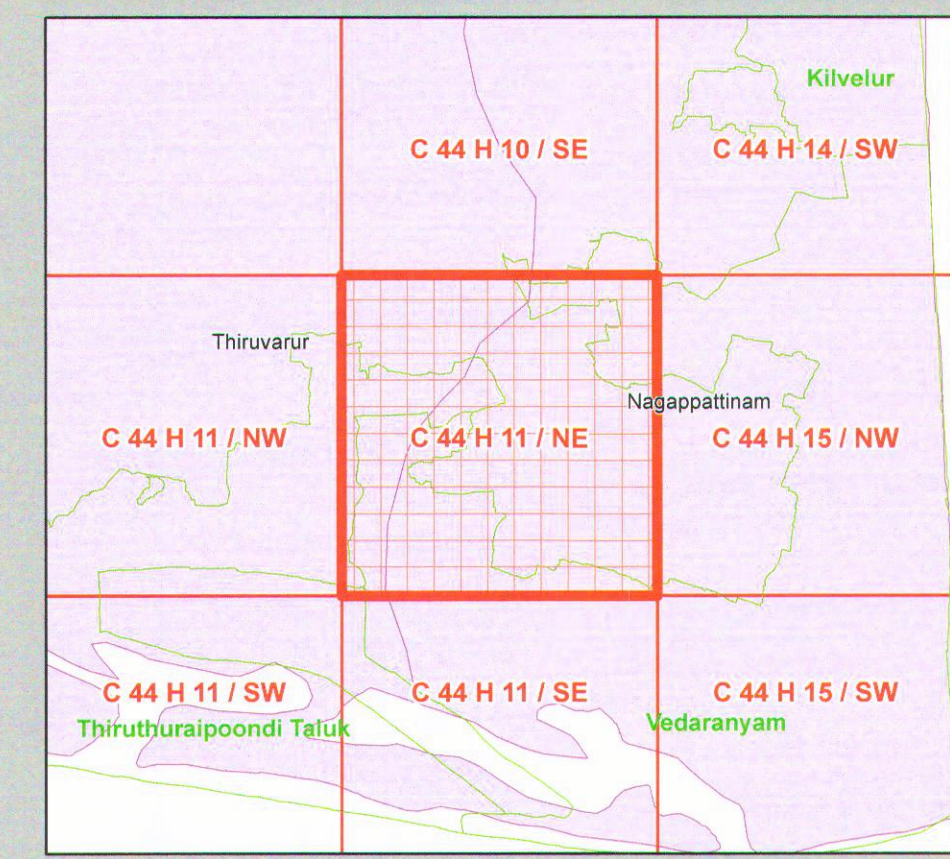 Kilvelur
C 44 H 10 / SE
C 44 H 14 / SW
Thiruvarur
Nagappattinam
C 44 H 11 / NW
C 44 H 11 / NE
C 44 H 15 / NW
C 44 H 11 / SW
C 44 H 11 / SE
C 44 H 15 / SW
Thiruthuraipoondi Taluk
Vedaranyam